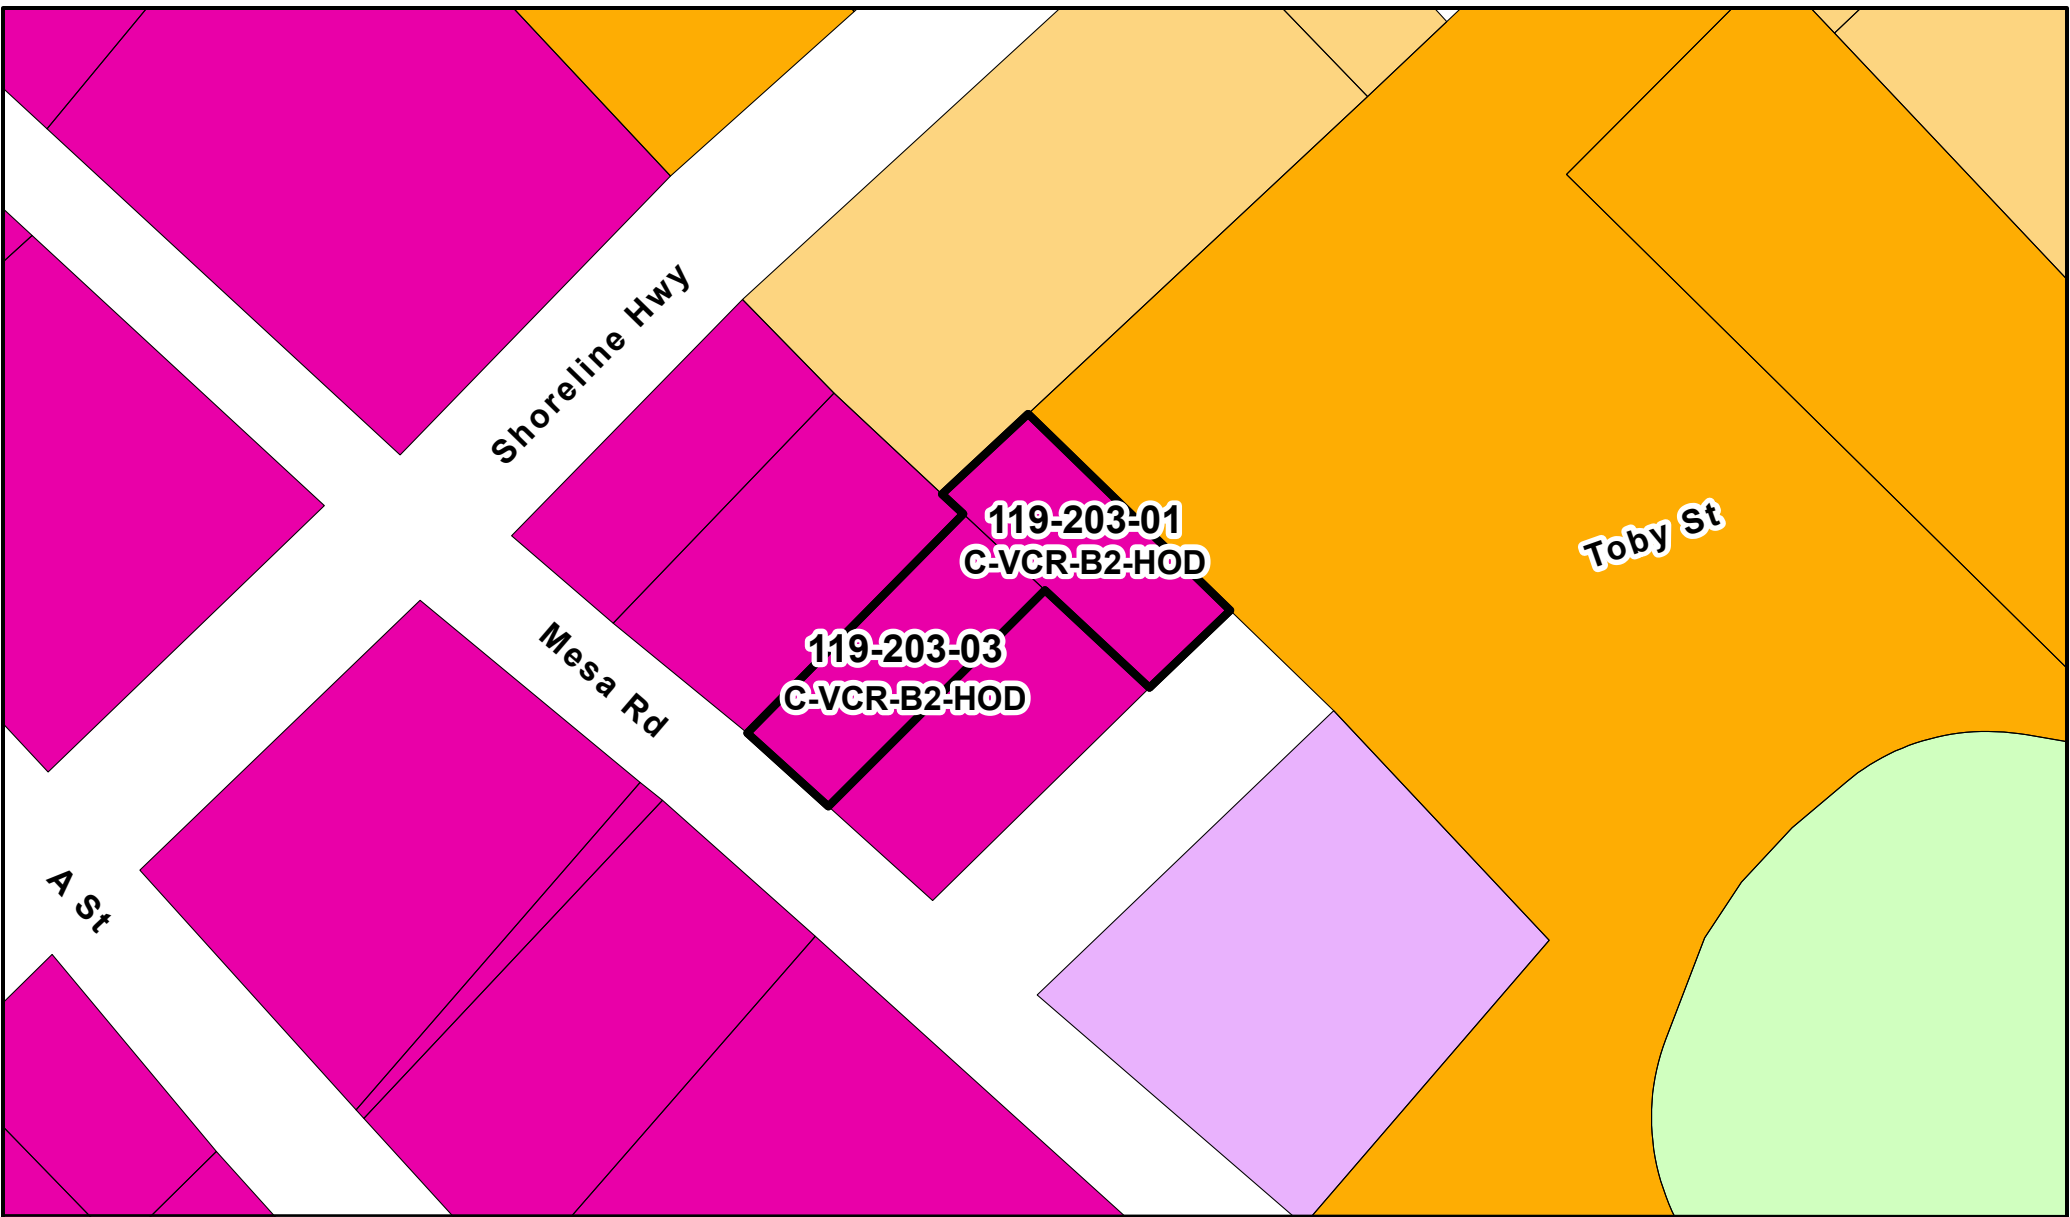 Shoreline Hwy
119-203-01
C-VCR-B2-HOD
Toby St
119-203-03
C-VCR-B2-HOD
Mesa Rd
A St